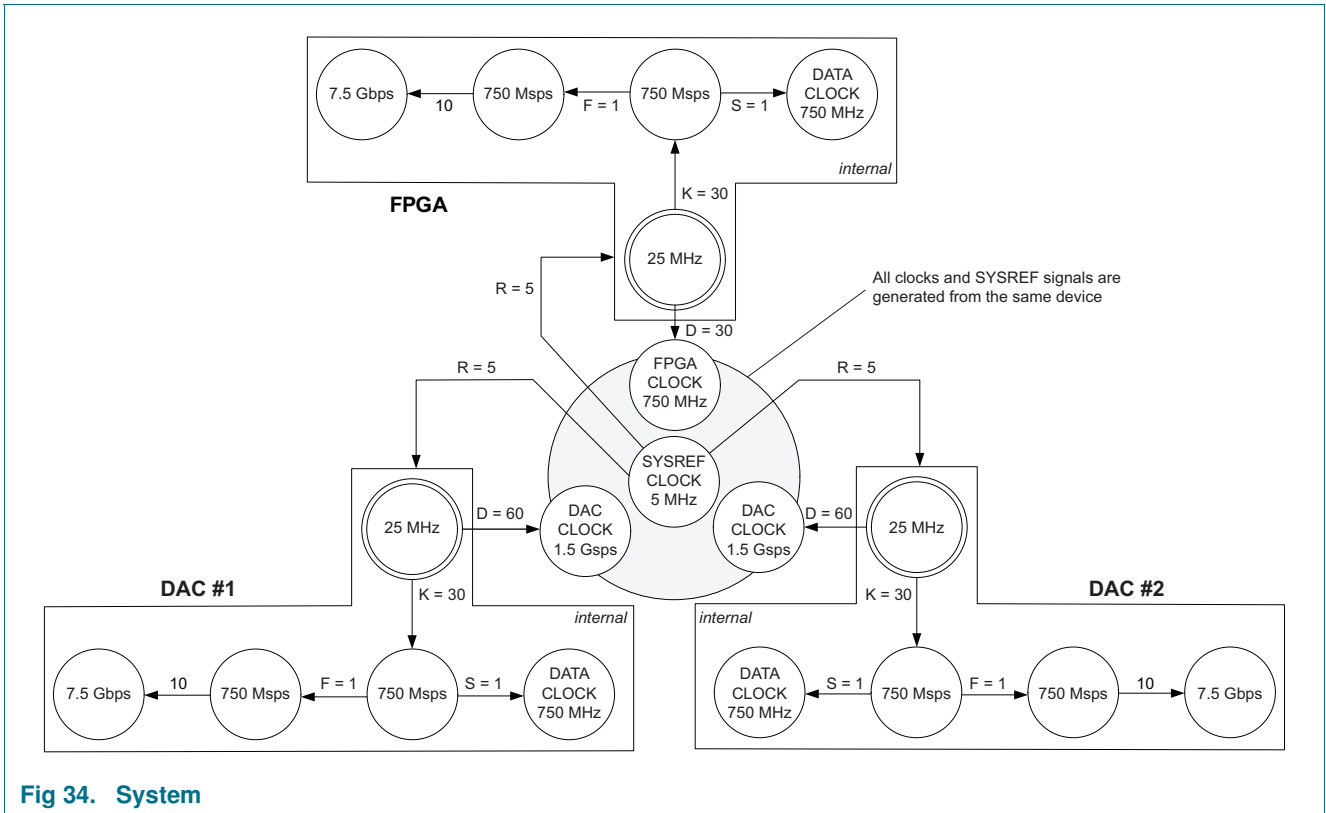 7.5 Gbps
10
750 Msps
F = 1
750 Msps
S = 1
DATA
CLOCK
750 MHz
internal
FPGA
K = 30
25 MHz
R = 5
D = 30
All clocks and SYSREF signals are
generated from the same device
FPGA
CLOCK
750 MHz
R = 5
R = 5
SYSREF
CLOCK
5 MHz
25 MHz
D = 60
DAC
CLOCK
1.5 Gsps
DAC
CLOCK
1.5 Gsps
D = 60
25 MHz
DAC #1
K = 30
internal
7.5 Gbps
10
750 Msps
F = 1
750 Msps
S = 1
DATA
CLOCK
750 MHz
DAC #2
K = 30
internal
DATA
CLOCK
750 MHz
S = 1
750 Msps
F = 1
750 Msps
10
7.5 Gbps
Fig 34. System